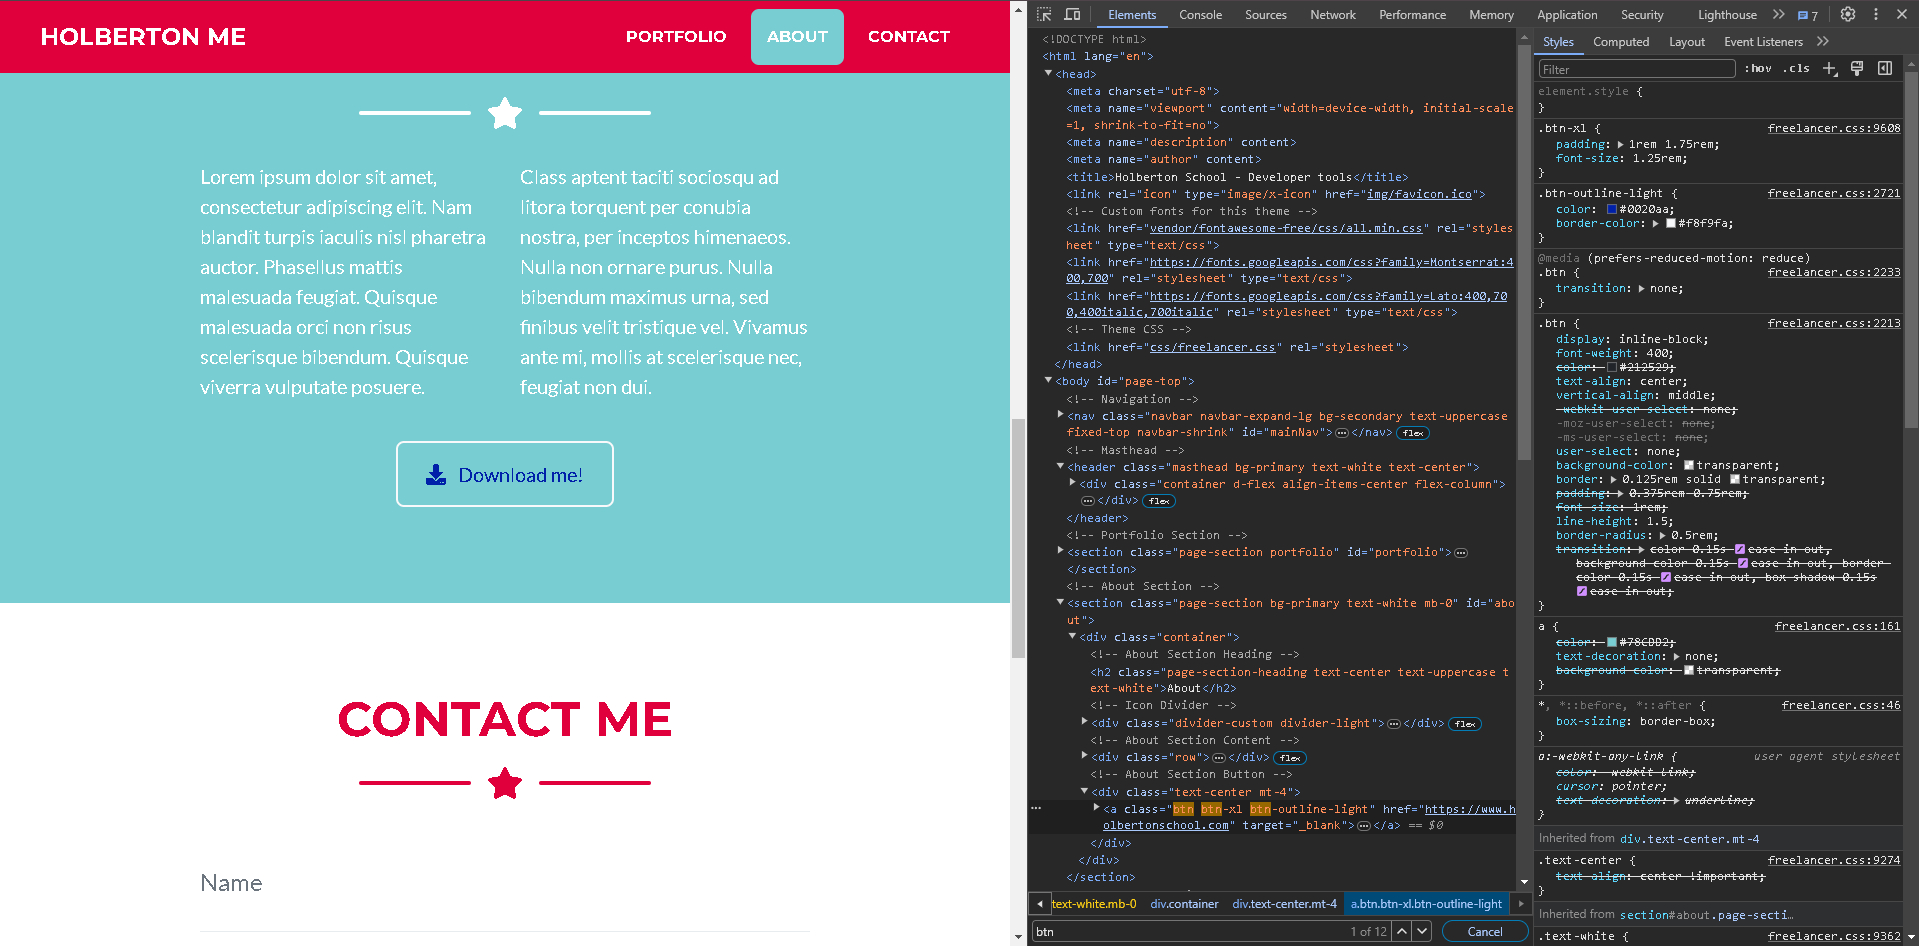 HOLBERTON ME
PORTFOLIO
ABOUT
CONTACT
Lorem ipsum dolor sit amet,
consectetur adipiscing elit. Nam
blandit turpis iaculis nisl pharetra
auctor. Phasellus mattis
malesuada feugiat. Quisque
malesuada orci non risus
scelerisque bibendum. Quisque
viverra vulputate posuere.
Class aptent taciti sociosqu ad
litora torquent per conubia
nostra, per inceptos himenaeos.
Nulla non ornare purus. Nulla
bibendum maximus urna, sed
finibus velit tristique vel. Vivamus
ante mi, mollis at scelerisque nec,
feugiat non dui.
Download me!
CONTACT ME
Name
Elements Console Sources Network Performance Memory Application Security Lighthouse 7
<!DOCTYPE html>
<html lang="en">
<head>
<meta charset="utf-8">
<meta name="viewport" content="width=device-width, initial-scale
=1, shrink-to-fit=no">
<meta name="description" content>
<meta name="author" content>
<title>Holberton School - Developer tools</title>
<link rel="icon" type="image/x-icon" href="img/favicon.ico">
<!-- Custom fonts for this theme -->
<link href="vendor/fontawesome-free/css/all.min.css" rel="styles
heet" type="text/css">
<link href="https://fonts.googleapis.com/css?family=Montserrat:4
00,700" rel="stylesheet" type="text/css">
<link href="https://fonts.googleapis.com/css?family=Lato:400,70
0,400italic,700italic" rel="stylesheet" type="text/css">
<!-- Theme CSS -->
<link href="css/freelancer.css" rel="stylesheet">
</head>
<body id="page-top">
<!-- Navigation -->
<nav class="navbar navbar-expand-lg bg-secondary text-uppercase
fixed-top navbar-shrink" id="mainNav">…</nav> flex
<!-- Masthead -->
<header class="masthead bg-primary text-white text-center">
<div class="container d-flex align-items-center flex-column">
…</div> flex
</header>
<!-- Portfolio Section -->
<section class="page-section portfolio" id="portfolio">…
</section>
<!-- About Section -->
<section class="page-section bg-primary text-white mb-0" id="abo
ut">
<div class="container">
<!-- About Section Heading -->
<h2 class="page-section-heading text-center text-uppercase t
ext-white">About</h2>
<!-- Icon Divider -->
<div class="divider-custom divider-light">…</div> flex
<!-- About Section Content -->
<div class="row">…</div> flex
<!-- About Section Button -->
<div class="text-center mt-4">
… <a class="btn btn-xl btn-outline-light" href="https://www.h
olbertonschool.com" target="_blank">…</a> == $0
</div>
</div>
</section>
text-white.mb-0 div.container div.text-center.mt-4 a.btn.btn-xl.btn-outline-light
btn 1 of 12 Cancel
Styles Computed Layout Event Listeners
Filter :hov .cls
element.style {
}
.btn-xl { freelancer.css:9608
padding: 1rem 1.75rem;
font-size: 1.25rem;
}
.btn-outline-light { freelancer.css:2721
color: #0020aa;
border-color: #f8f9fa;
}
@media (prefers-reduced-motion: reduce)
.btn { freelancer.css:2233
transition: none;
}
.btn { freelancer.css:2213
display: inline-block;
font-weight: 400;
color: #212529;
text-align: center;
vertical-align: middle;
-webkit-user-select: none;
-moz-user-select: none;
-ms-user-select: none;
user-select: none;
background-color: transparent;
border: 0.125rem solid transparent;
padding: 0.375rem 0.75rem;
font-size: 1rem;
line-height: 1.5;
border-radius: 0.5rem;
transition: color 0.15s ease-in-out,
background-color 0.15s ease-in-out, border-
color 0.15s ease-in-out, box-shadow 0.15s
ease-in-out;
}
a { freelancer.css:161
color: #78CDD2;
text-decoration: none;
background-color: transparent;
}
*, *::before, *::after { freelancer.css:46
box-sizing: border-box;
}
a:-webkit-any-link { user agent stylesheet
color: -webkit-link;
cursor: pointer;
text-decoration: underline;
}
Inherited from div.text-center.mt-4
.text-center { freelancer.css:9274
text-align: center !important;
}
Inherited from section#about.page-secti…
.text-white { freelancer.css:9362